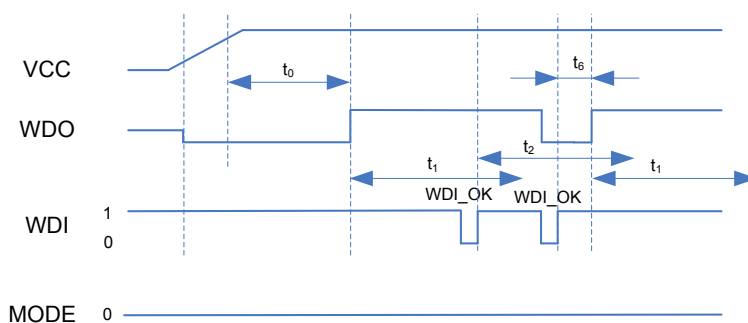 VCC
t0
t6
WDO
t2
t1
t1
WDI_OK WDI_OK
WDI 1
0
MODE 0